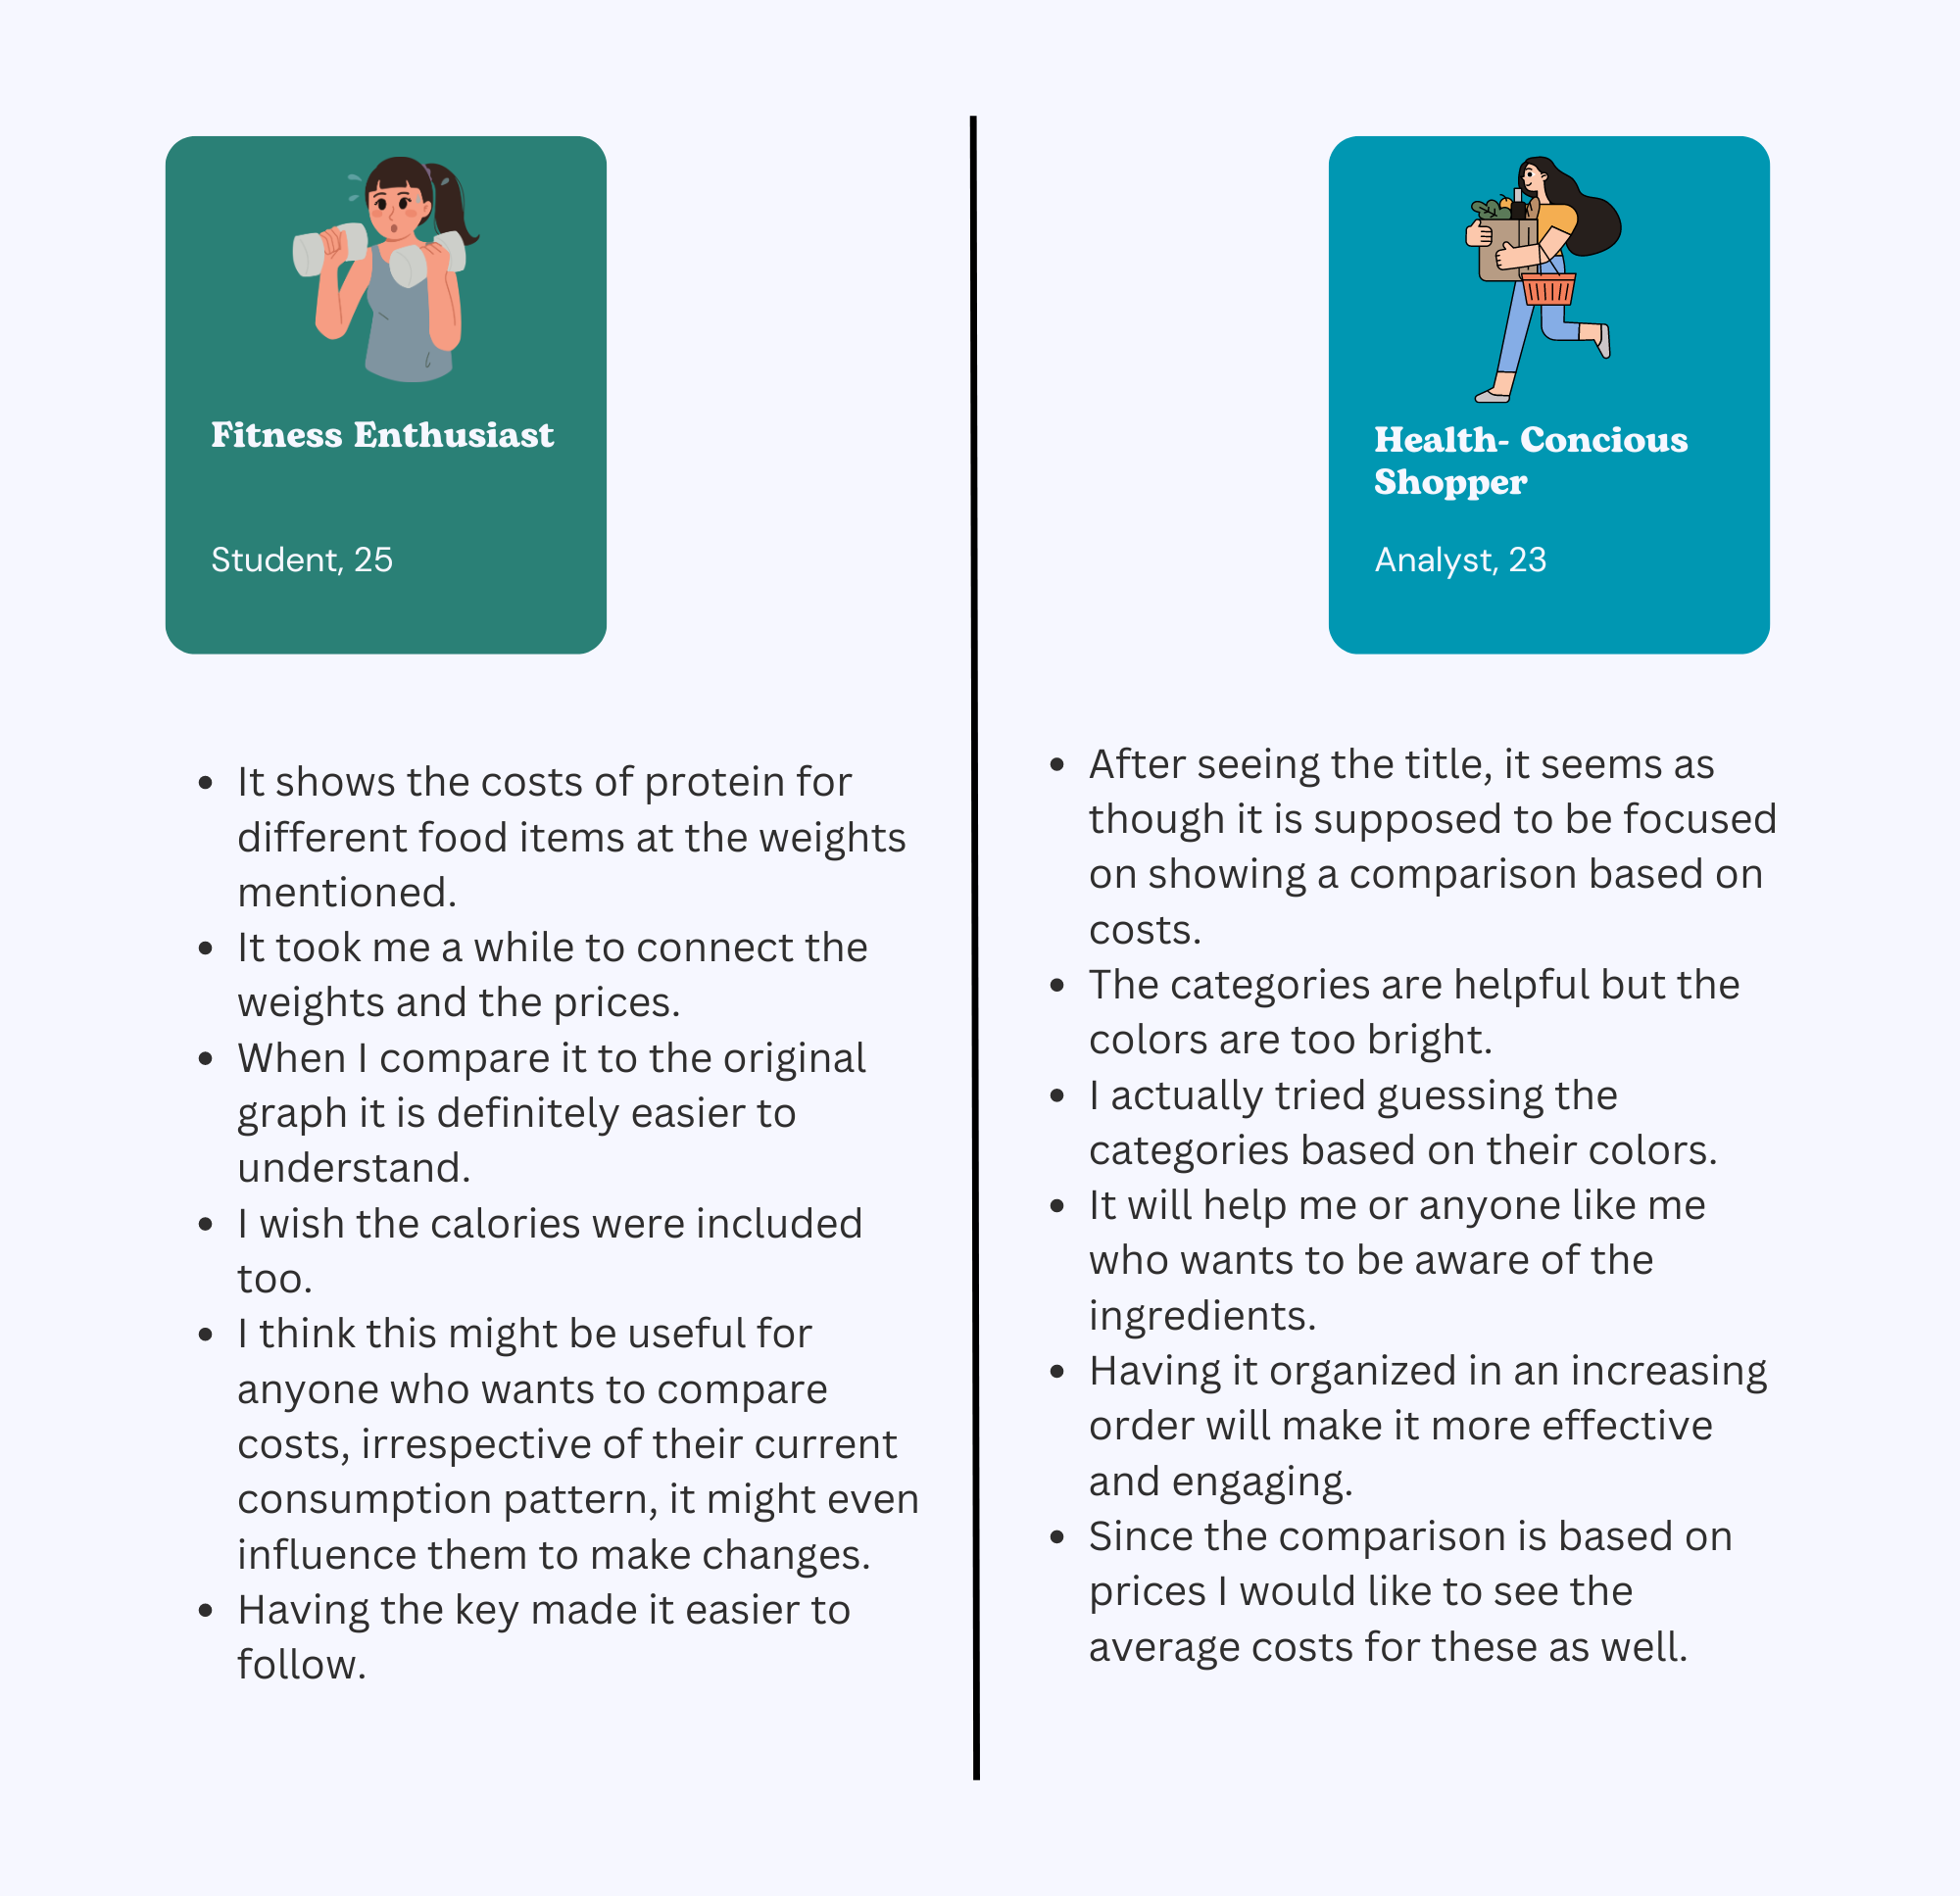 Fitness Enthusiast
Student, 25
• It shows the costs of protein for
different food items at the weights
mentioned.
• It took me a while to connect the
weights and the prices.
• When I compare it to the original
graph it is definitely easier to
understand.
• I wish the calories were included
too.
• I think this might be useful for
anyone who wants to compare
costs, irrespective of their current
consumption pattern, it might even
influence them to make changes.
• Having the key made it easier to
follow.
Health- Concious
Shopper
Analyst, 23
• After seeing the title, it seems as
though it is supposed to be focused
on showing a comparison based on
costs.
• The categories are helpful but the
colors are too bright.
• I actually tried guessing the
categories based on their colors.
• It will help me or anyone like me
who wants to be aware of the
ingredients.
• Having it organized in an increasing
order will make it more effective
and engaging.
• Since the comparison is based on
prices I would like to see the
average costs for these as well.